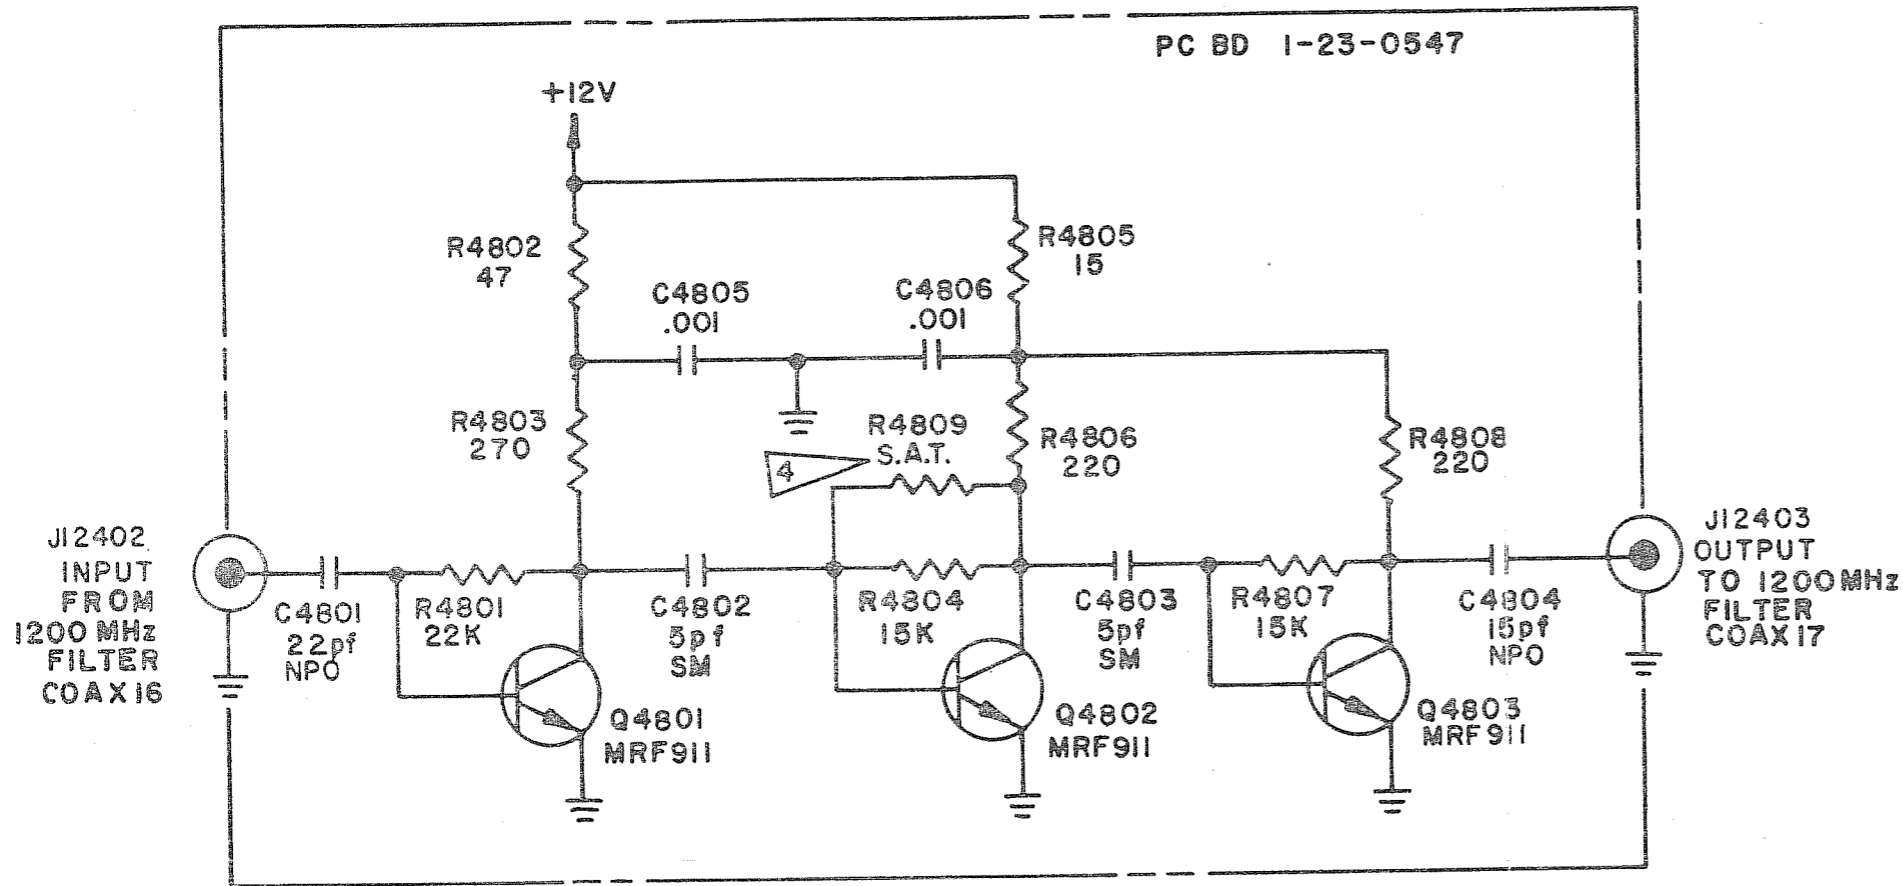 PC BD 1-23-0547
+12V
R4802
47
R4805
15
C4805
.001
C4806
.001
R4803
270
R4809
S.A.T.
4
R4806
220
R4808
220
J12402
INPUT
FROM
1200 MHz
FILTER
COAX16
C4801
22pf
NPO
R4801
22K
C4802
5pf
SM
R4804
15K
C4803
5pf
SM
R4807
15K
C4804
15pf
NPO
J12403
OUTPUT
TO 1200MHz
FILTER
COAX17
Q4801
MRF911
Q4802
MRF911
Q4803
MRF911